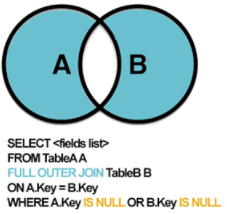 A B
SELECT <fields list>
FROM TableA A
FULL OUTER JOIN TableB B
ON A.Key = B.Key
WHERE A.Key IS NULL OR B.Key IS NULL